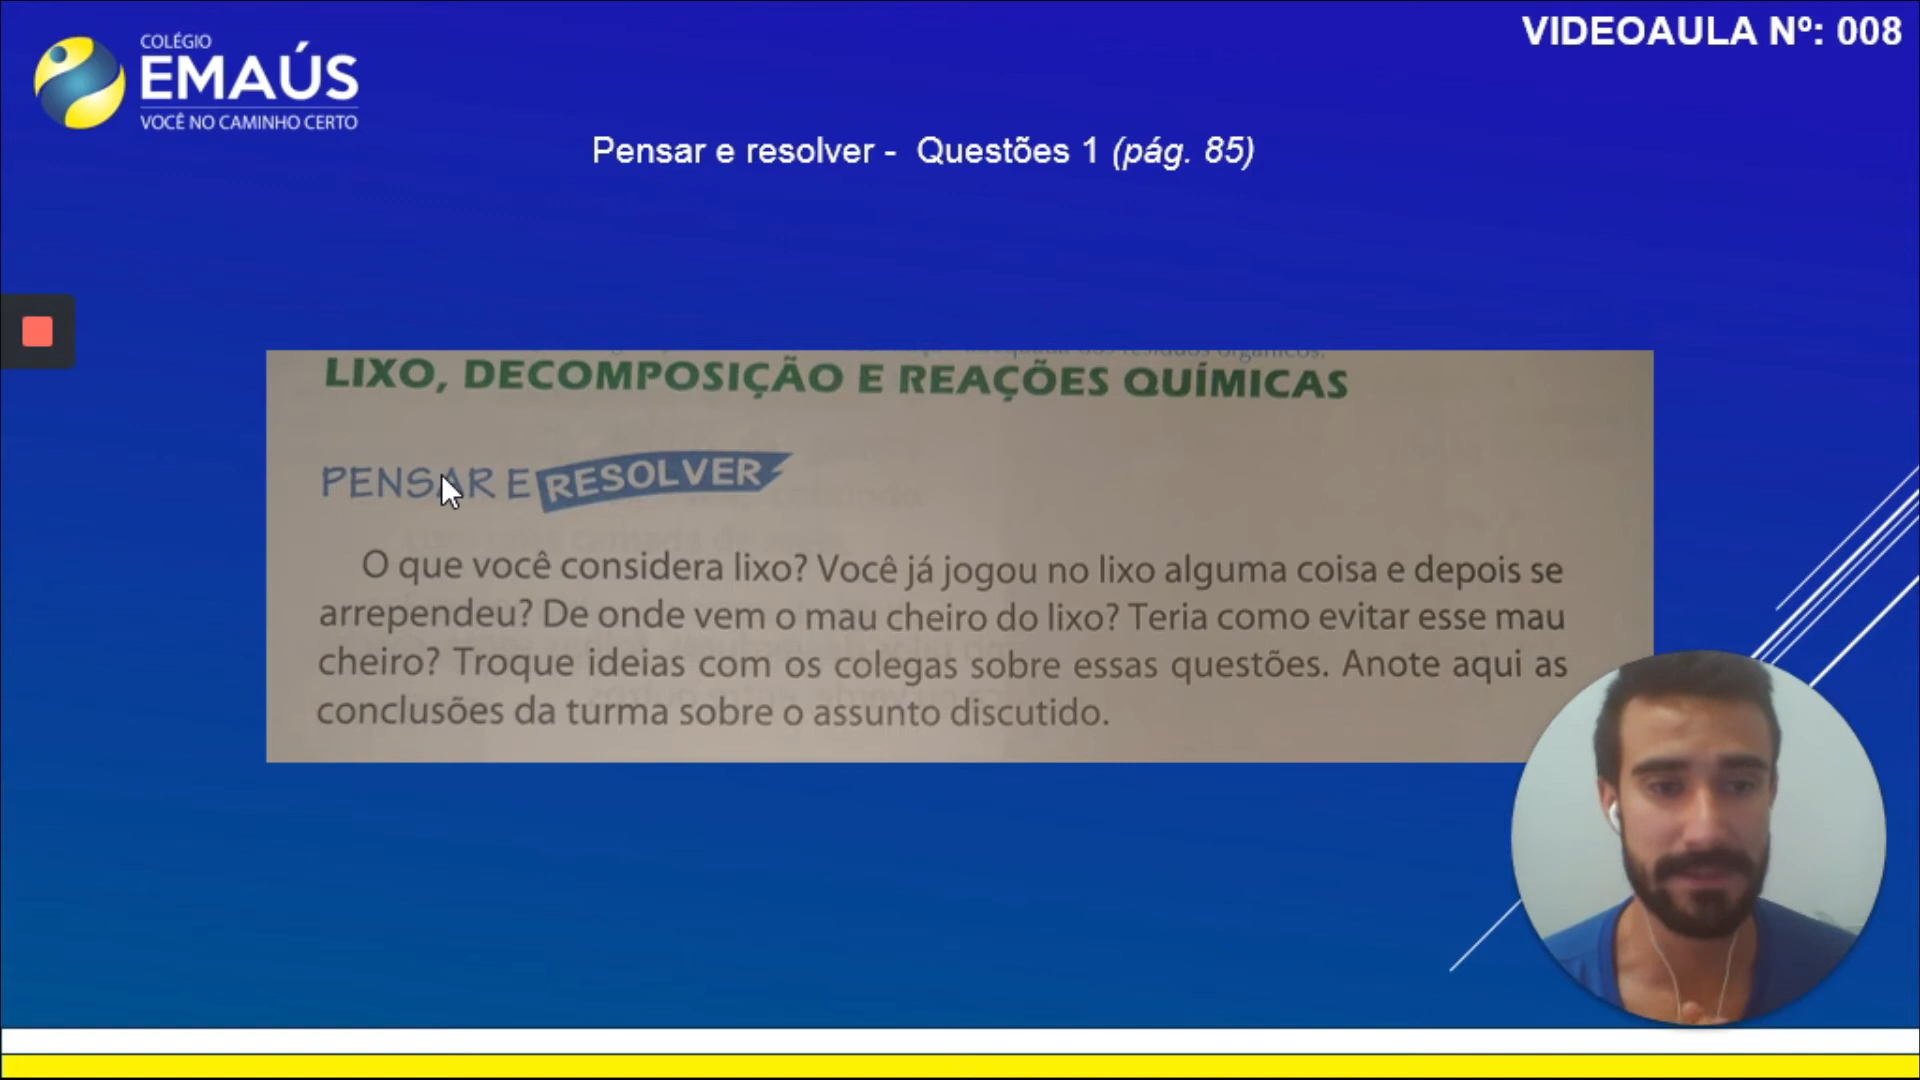 COLÉGIO
EMAÚS
VOCÊ NO CAMINHO CERTO
VIDEOAULA Nº: 008
Pensar e resolver - Questões 1 (pág. 85)
LIXO, DECOMPOSIÇÃO E REAÇÕES QUÍMICAS
PENSAR E RESOLVER
O que você considera lixo? Você já jogou no lixo alguma coisa e depois se
arrependeu? De onde vem o mau cheiro do lixo? Teria como evitar esse mau
cheiro? Troque ideias com os colegas sobre essas questões. Anote aqui as
conclusões da turma sobre o assunto discutido.